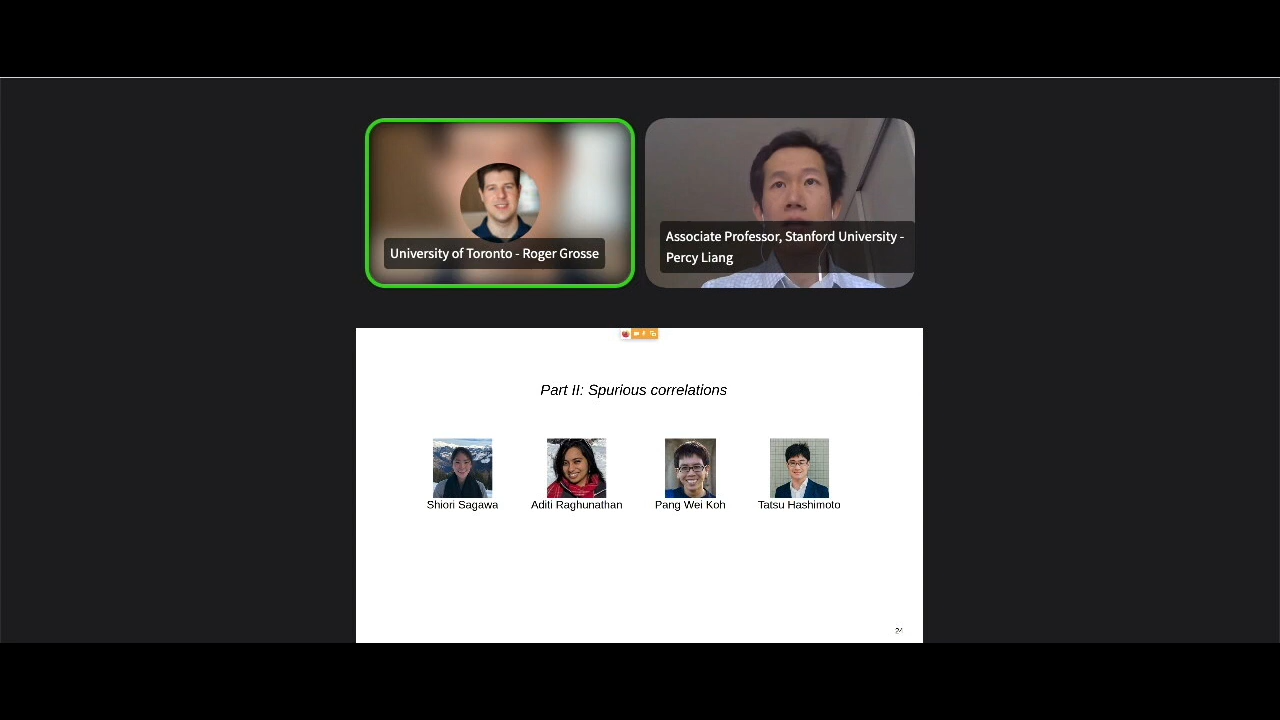 University of Toronto - Roger Grosse
Associate Professor, Stanford University -
Percy Liang
Part II: Spurious correlations
Shiori Sagawa
Aditi Raghunathan
Pang Wei Koh
Tatsu Hashimoto
24